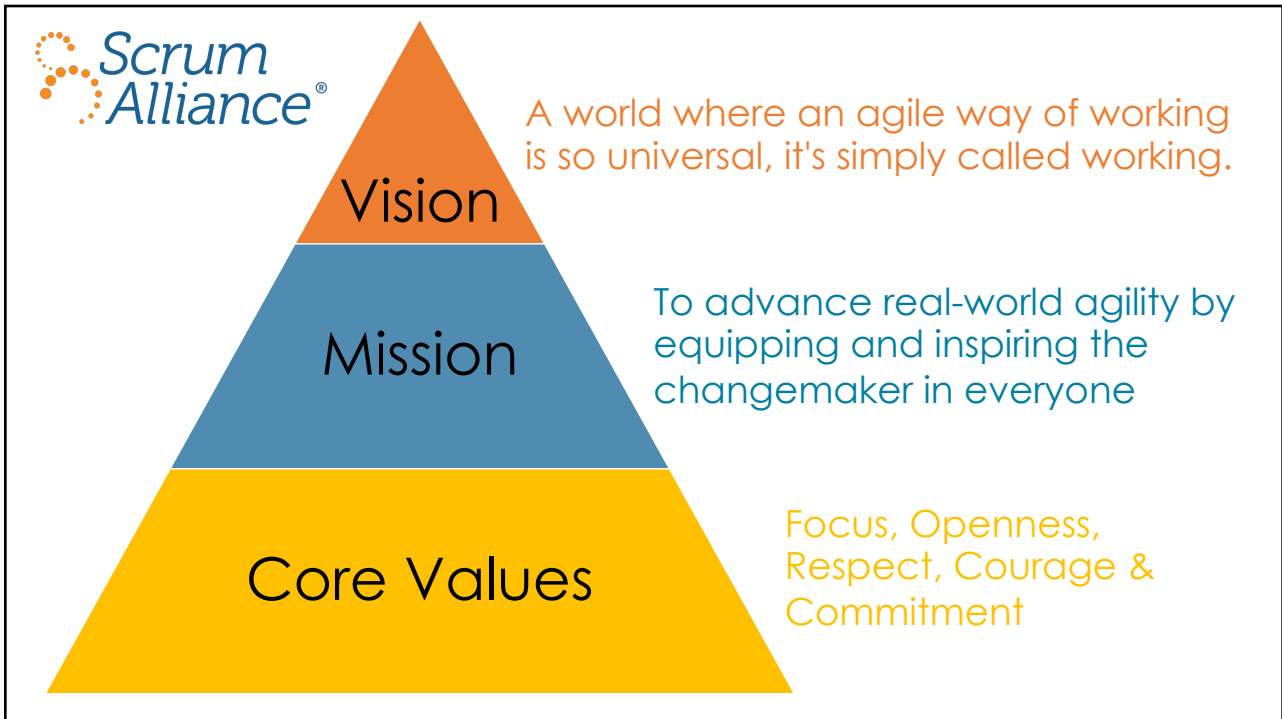 Scrum
Alliance®
Vision
A world where an agile way of working
is so universal, it's simply called working.
Mission
To advance real-world agility by
equipping and inspiring the
changemaker in everyone
Core Values
Focus, Openness,
Respect, Courage &
Commitment